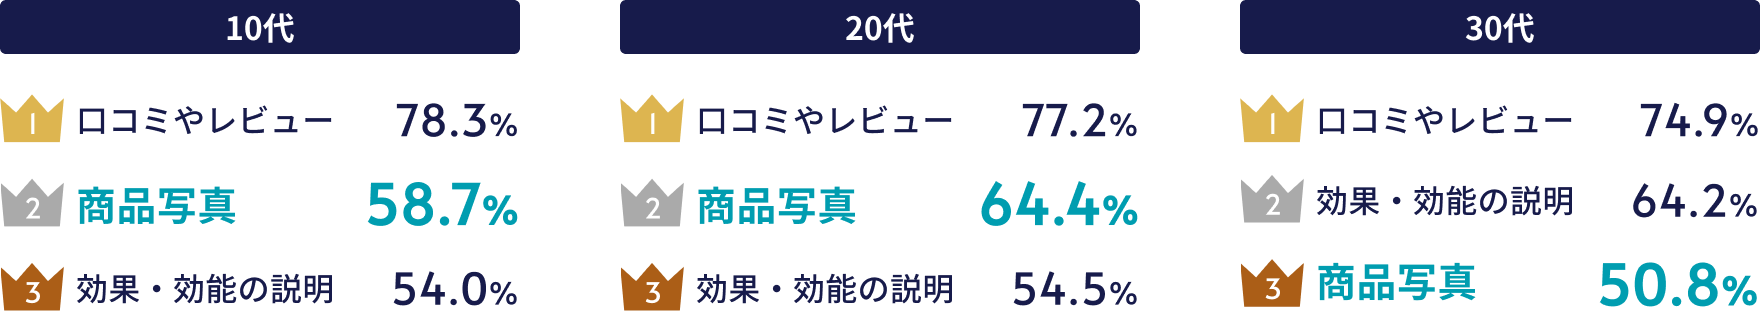 10代
1 口コミやレビュー 78.3%
2 商品写真 58.7%
3 効果・効能の説明 54.0%
20代
1 口コミやレビュー 77.2%
2 商品写真 64.4%
3 効果・効能の説明 54.5%
30代
1 口コミやレビュー 74.9%
2 効果・効能の説明 64.2%
3 商品写真 50.8%